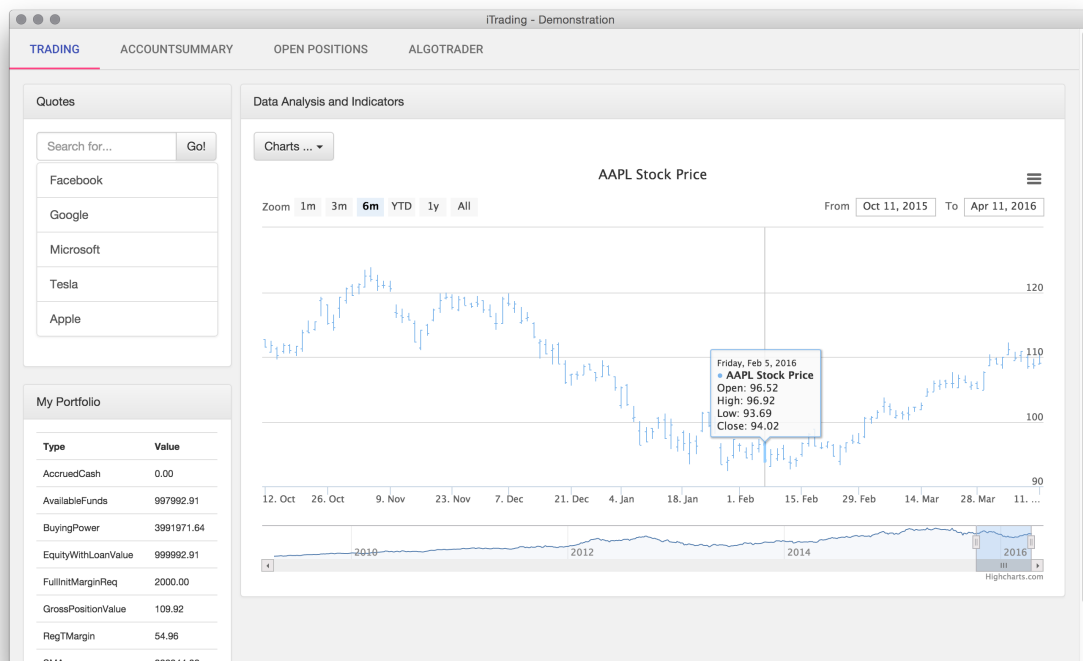 iTrading - Demonstration
TRADING ACCOUNTSUMMARY OPEN POSITIONS ALGOTRADER
Quotes
Search for... Go!
Facebook
Google
Microsoft
Tesla
Apple
My Portfolio
Type Value
AccruedCash 0.00
AvailableFunds 997992.91
BuyingPower 3991971.64
EquityWithLoanValue 999992.91
FullInitMarginReq 2000.00
GrossPositionValue 109.92
RegTMargin 54.96
Data Analysis and Indicators
Charts ...
AAPL Stock Price
Zoom 1m 3m 6m YTD 1y All From Oct 11, 2015 To Apr 11, 2016
120
110
100
90
Friday, Feb 5, 2016
AAPL Stock Price
Open: 96.52
High: 96.92
Low: 93.69
Close: 94.02
12. Oct 26. Oct 9. Nov 23. Nov 7. Dec 21. Dec 4. Jan 18. Jan 1. Feb 15. Feb 29. Feb 14. Mar 28. Mar 11. ...
2010 2012 2014 2016
Highcharts.com